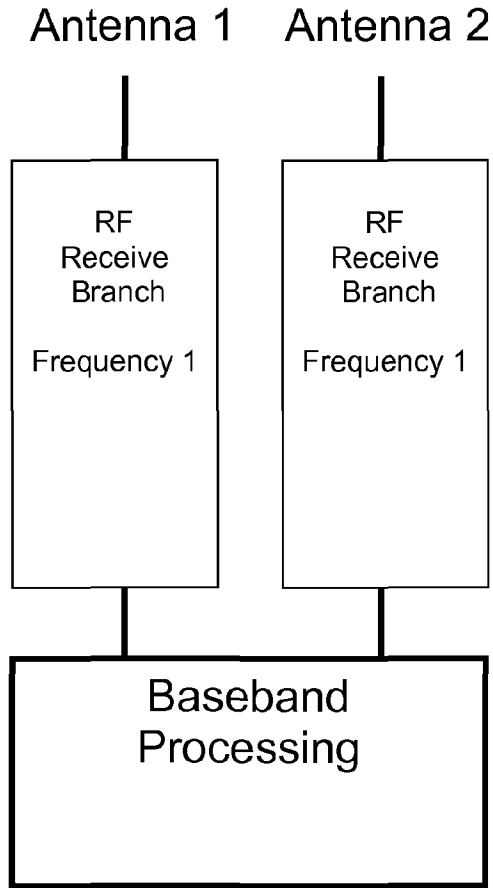 Antenna 1
Antenna 2
RF
Receive
Branch
Frequency 1
RF
Receive
Branch
Frequency 1
Baseband
Processing